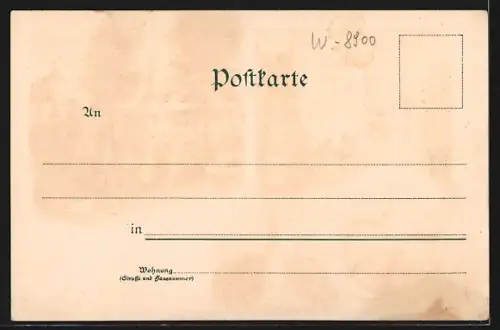 W-8900
Postkarte
An
in
Wohnung
(Straße und Hausnummer)